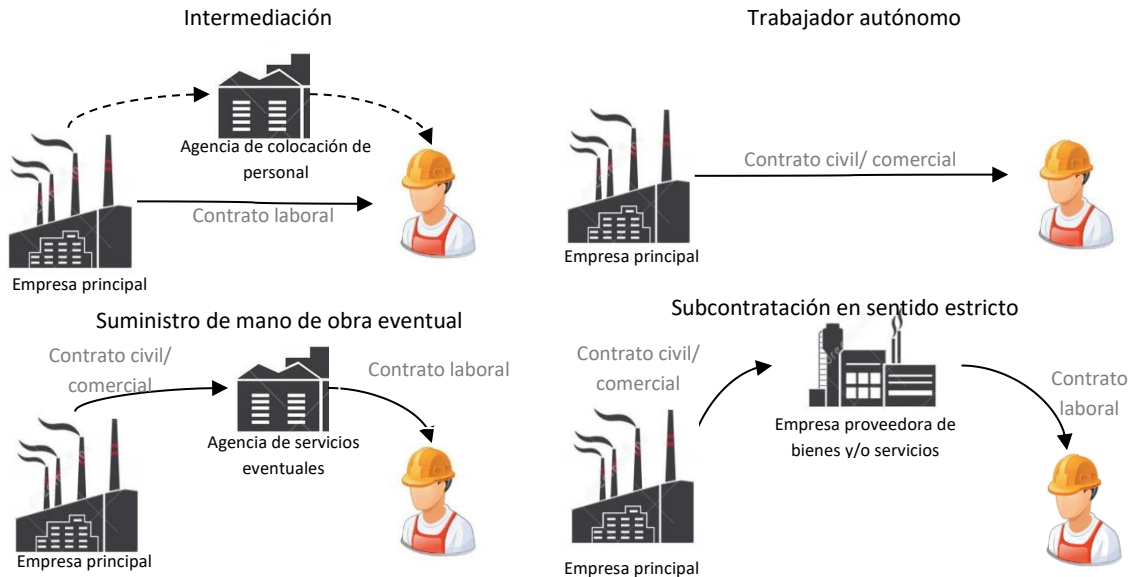 Intermediación
Agencia de colocación de
personal
Contrato laboral
Empresa principal
Trabajador autónomo
Contrato civil/ comercial
Empresa principal
Suministro de mano de obra eventual
Contrato civil/
comercial
Contrato laboral
Agencia de servicios
eventuales
Empresa principal
Subcontratación en sentido estricto
Contrato civil/
comercial
Contrato
laboral
Empresa proveedora de
bienes y/o servicios
Empresa principal